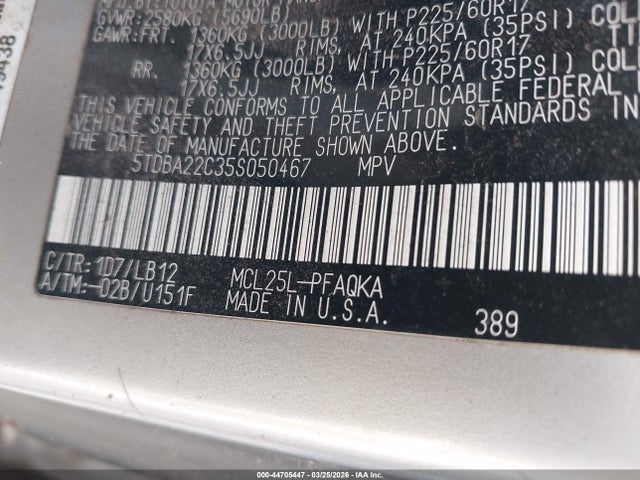 GVWR:2580KG (5690LB)
GAWR:FRT. 1360KG (3000LB) WITH P225/60R17
17X6.5JJ RIMS, AT 240KPA (35PSI) COL
RR. 1360KG (3000LB) WITH P225/60R17
17X6.5JJ RIMS, AT 240KPA (35PSI) COL
THIS VEHICLE CONFORMS TO ALL APPLICABLE FEDERAL
VEHICLE SAFETY AND THEFT PREVENTION STANDARDS IN
THE DATE OF MANUFACTURE SHOWN ABOVE.
5TDBA22C35S050467 MPV
C/TR: 1D7/LB12 MCL25L-PFAQKA
A/TM:-02B/U151F MADE IN U.S.A. 389
000-44705447 - 03/25/2026 - Copyright IAA, Inc.